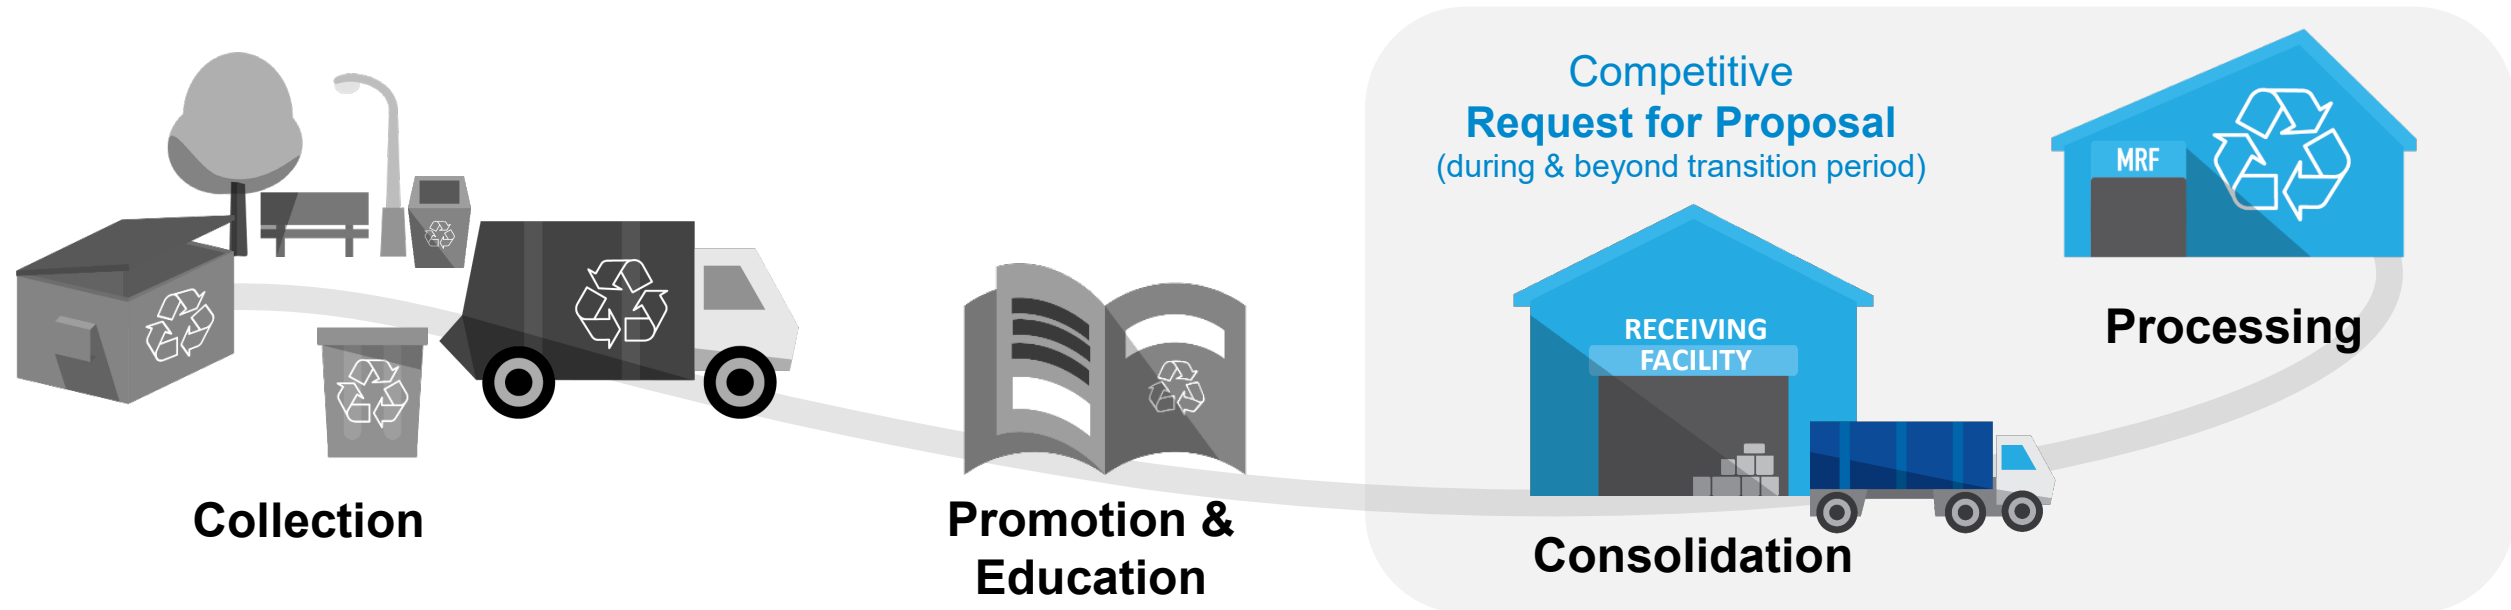 Collection
Promotion &
Education
Competitive
Request for Proposal
(during & beyond transition period)
RECEIVING
FACILITY
Consolidation
MRF
Processing